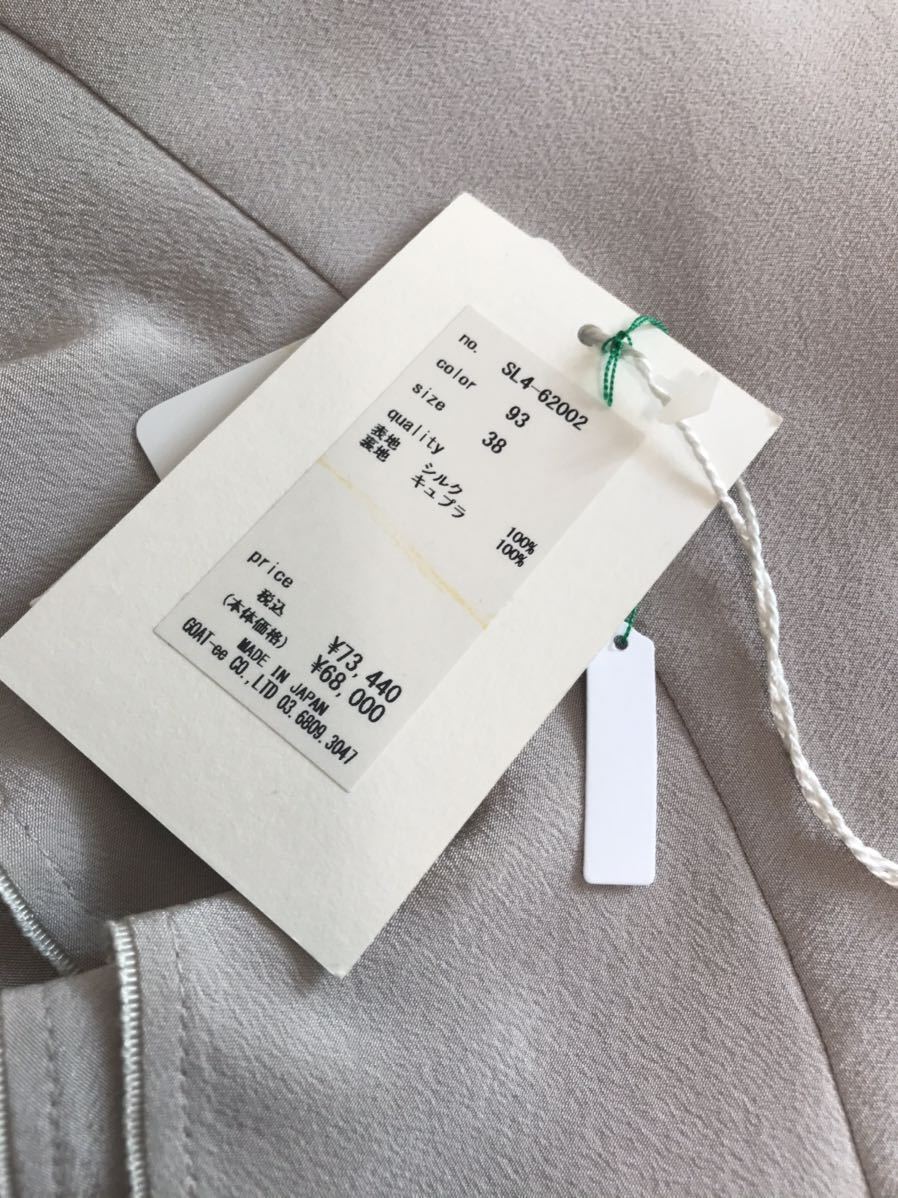 no. SL4-62002
color 93
size 38
quality
表地 シルク 100%
裏地 キュプラ 100%
price
税込 ¥73,440
(本体価格) ¥68,000
MADE IN JAPAN
GOAT-ee CO.,LTD 03.6809.3047